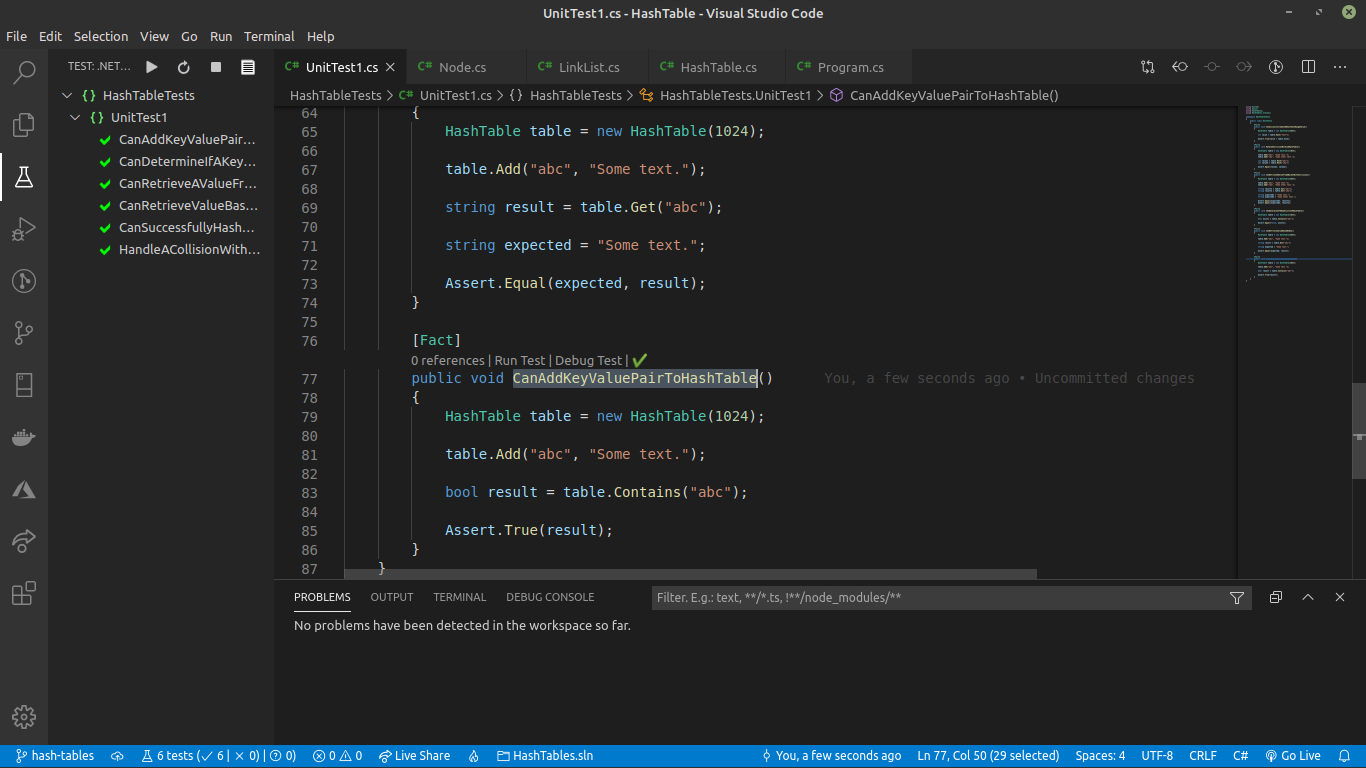 UnitTest1.cs - HashTable - Visual Studio Code
File Edit Selection View Go Run Terminal Help
TEST: .NET...
HashTableTests
UnitTest1
CanAddKeyValuePair...
CanDetermineIfAKey...
CanRetrieveAValueFr...
CanRetrieveValueBas...
CanSuccessfullyHash...
HandleACollisionWith...
C# UnitTest1.cs C# Node.cs C# LinkList.cs C# HashTable.cs C# Program.cs
HashTableTests > C# UnitTest1.cs > {} HashTableTests > HashTableTests.UnitTest1 > CanAddKeyValuePairToHashTable()
64 {
65 HashTable table = new HashTable(1024);
66
67 table.Add("abc", "Some text.");
68
69 string result = table.Get("abc");
70
71 string expected = "Some text.";
72
73 Assert.Equal(expected, result);
74 }
75
76 [Fact]
0 references | Run Test | Debug Test | ✔
77 public void CanAddKeyValuePairToHashTable() You, a few seconds ago • Uncommitted changes
78 {
79 HashTable table = new HashTable(1024);
80
81 table.Add("abc", "Some text.");
82
83 bool result = table.Contains("abc");
84
85 Assert.True(result);
86 }
87 }
PROBLEMS OUTPUT TERMINAL DEBUG CONSOLE Filter. E.g.: text, **/*.ts, !**/node_modules/**
No problems have been detected in the workspace so far.
hash-tables 6 tests (✓ 6 | × 0) | ? 0) 0 0 Live Share HashTables.sln You, a few seconds ago Ln 77, Col 50 (29 selected) Spaces: 4 UTF-8 CRLF C# Go Live